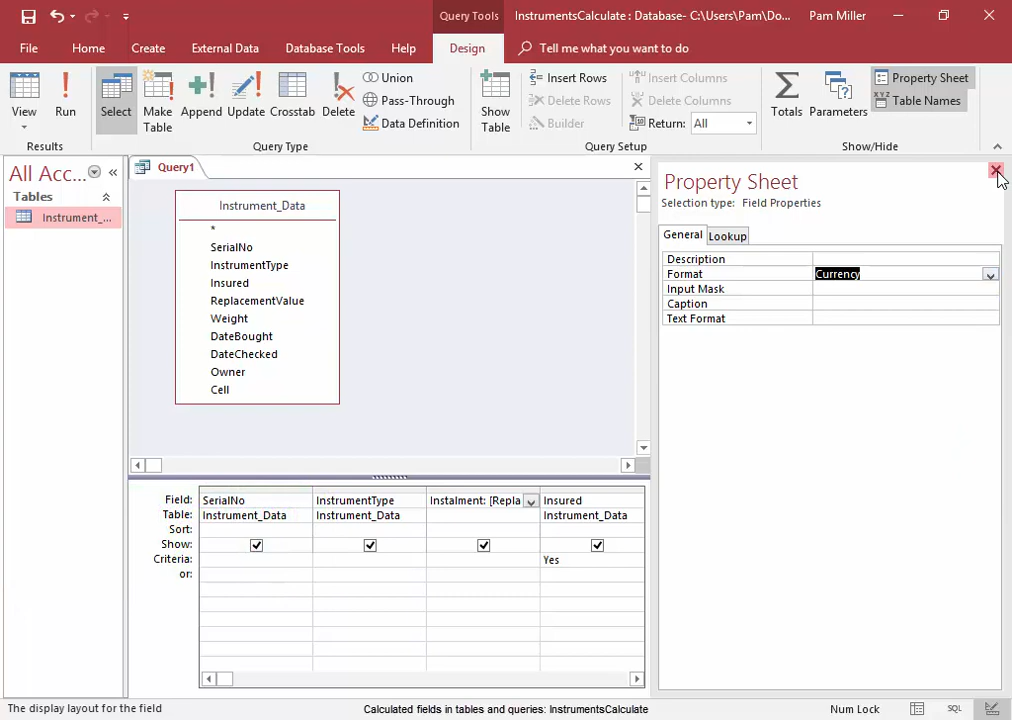 Query Tools
InstrumentsCalculate : Database- C:\Users\Pam\Do...
Pam Miller
File
Home
Create
External Data
Database Tools
Help
Design
Tell me what you want to do
View
Run
Select
Make
Table
Append
Update
Crosstab
Delete
Union
Pass-Through
Data Definition
Show
Table
Insert Rows
Delete Rows
Builder
Insert Columns
Delete Columns
Return: All
Totals
Parameters
Property Sheet
XYZ
Table Names
Results
Query Type
Query Setup
Show/Hide
All Acc...
Tables
Instrument_...
Query1
Instrument_Data
*
SerialNo
InstrumentType
Insured
ReplacementValue
Weight
DateBought
DateChecked
Owner
Cell
Property Sheet
Selection type: Field Properties
General
Lookup
Description
Format Currency
Input Mask
Caption
Text Format
Field: SerialNo InstrumentType Instalment: [Repla Insured
Table: Instrument_Data Instrument_Data Instrument_Data
Sort:
Show:
Criteria: Yes
or:
The display layout for the field
Calculated fields in tables and queries: InstrumentsCalculate
Num Lock
SQL